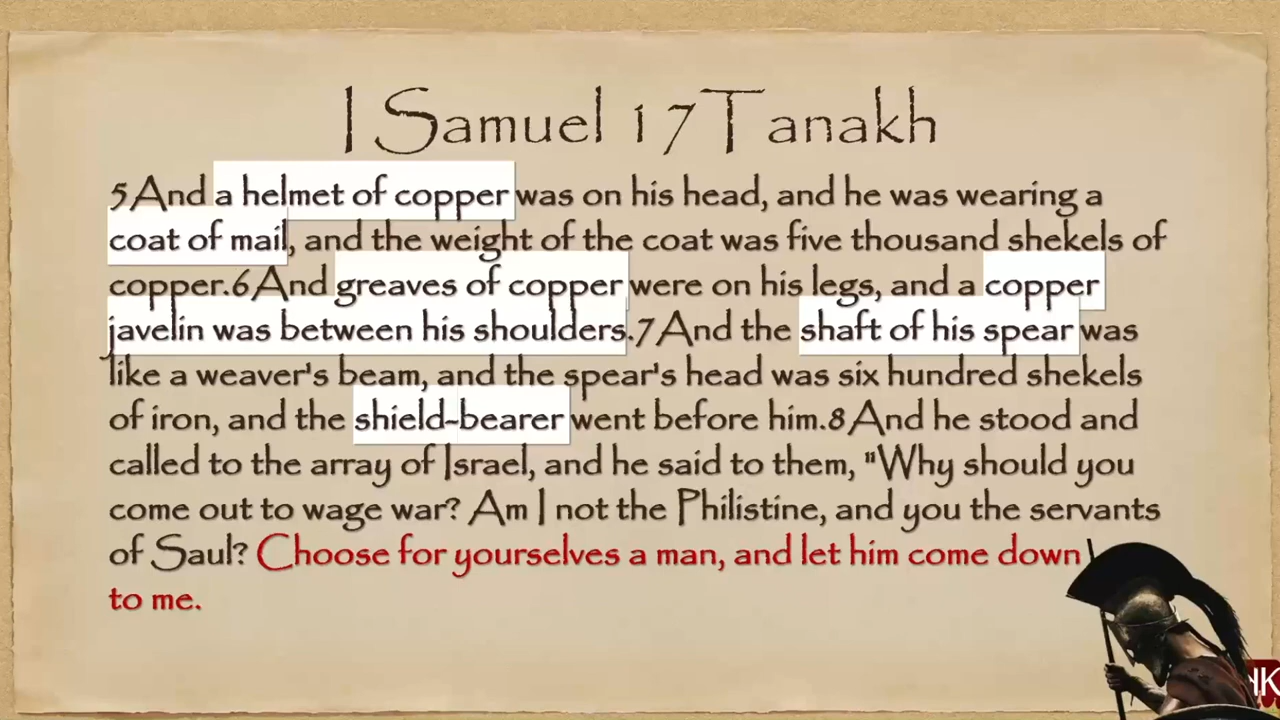 I Samuel 17 Tanakh
5And a helmet of copper was on his head, and he was wearing a
coat of mail, and the weight of the coat was five thousand shekels of
copper.6And greaves of copper were on his legs, and a copper
javelin was between his shoulders.7And the shaft of his spear was
like a weaver's beam, and the spear's head was six hundred shekels
of iron, and the shield-bearer went before him.8And he stood and
called to the array of Israel, and he said to them, "Why should you
come out to wage war? Am I not the Philistine, and you the servants
of Saul? Choose for yourselves a man, and let him come down
to me.